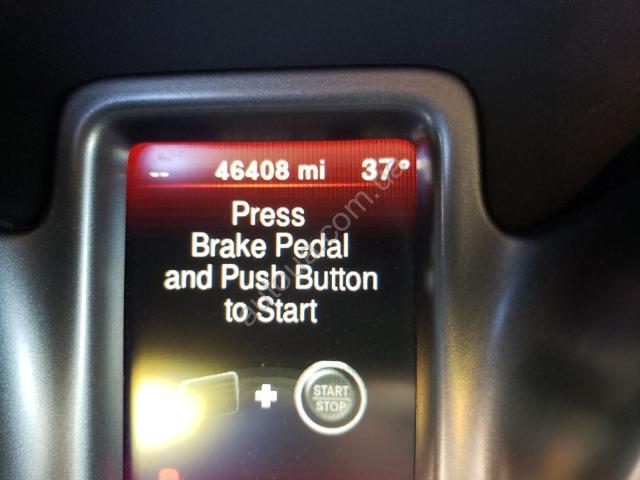 -- 46408 mi 37°
Press
Brake Pedal
and Push Button
to Start
START
STOP